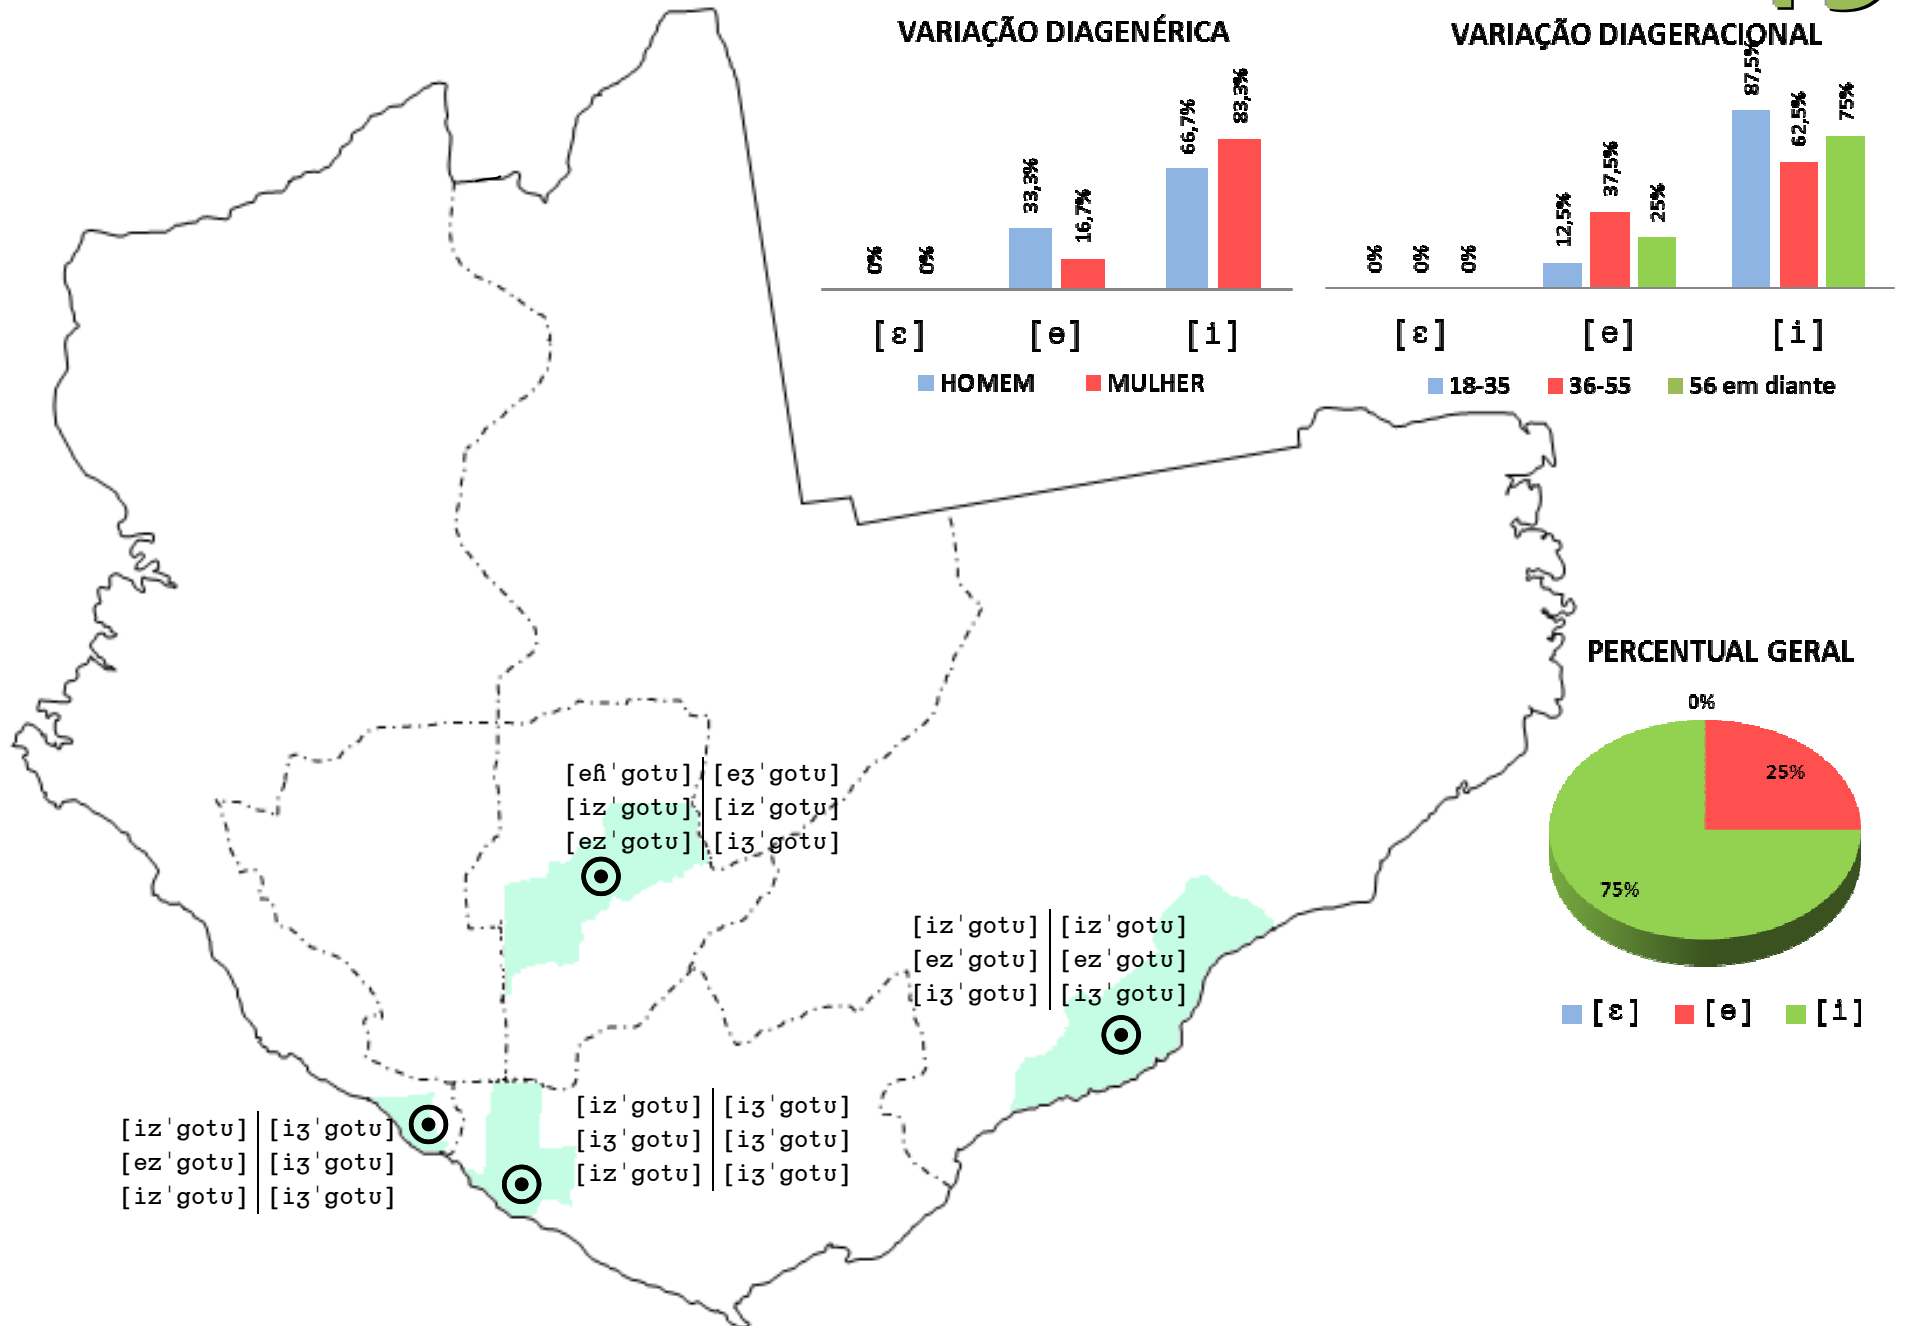 VARIAÇÃO DIAGENÉRICA
0% 0% 33,3% 16,7% 66,7% 83,3%
[ɛ] [e] [i]
HOMEM MULHER
VARIAÇÃO DIAGERACIONAL
0% 0% 0% 12,5% 37,5% 25% 87,5% 62,5% 75%
[ɛ] [e] [i]
18-35 36-55 56 em diante
PERCENTUAL GERAL
0%
25%
75%
[ɛ] [e] [i]
[eɦˈgotʊ] [eʒˈgotʊ]
[izˈgotʊ] [izˈgotʊ]
[ezˈgotʊ] [iʒˈgotʊ]
[izˈgotʊ] [izˈgotʊ]
[ezˈgotʊ] [ezˈgotʊ]
[iʒˈgotʊ] [iʒˈgotʊ]
[izˈgotʊ] [iʒˈgotʊ]
[iʒˈgotʊ] [iʒˈgotʊ]
[izˈgotʊ] [iʒˈgotʊ]
[izˈgotʊ] [iʒˈgotʊ]
[ezˈgotʊ] [iʒˈgotʊ]
[izˈgotʊ] [iʒˈgotʊ]